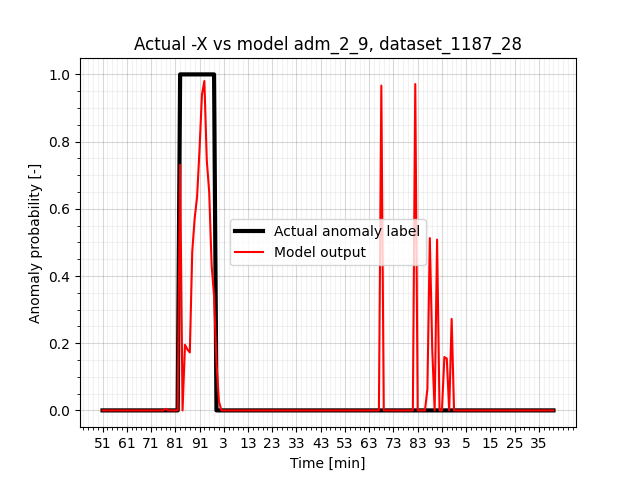 Actual -X vs model adm_2_9, dataset_1187_28
Anomaly probability [-]
1.0
0.8
0.6
0.4
0.2
0.0
Actual anomaly label
Model output
51 61 71 81 91 3 13 23 33 43 53 63 73 83 93 5 15 25 35
Time [min]